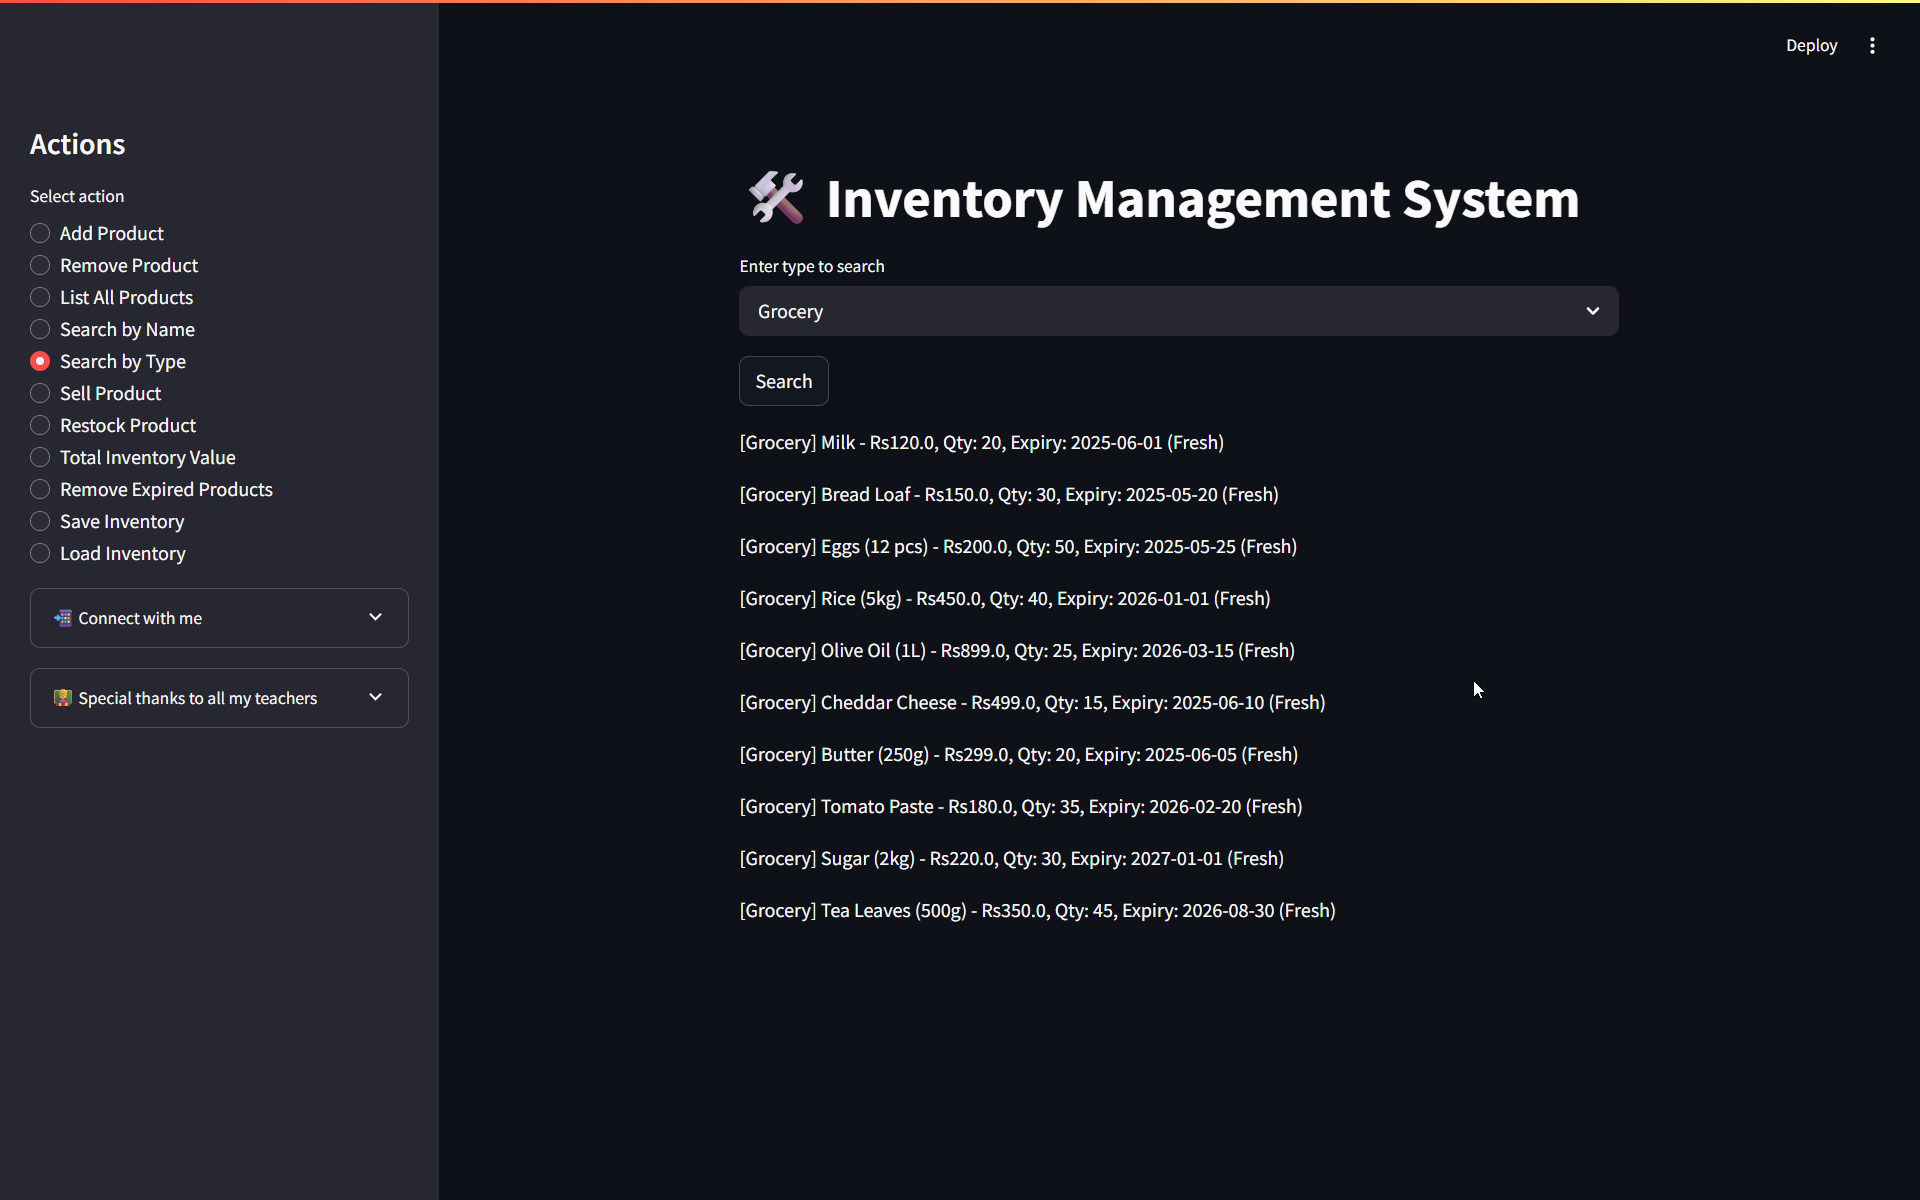 Deploy
Actions
Select action
Add Product
Remove Product
List All Products
Search by Name
Search by Type
Sell Product
Restock Product
Total Inventory Value
Remove Expired Products
Save Inventory
Load Inventory
📲 Connect with me
👩‍🏫 Special thanks to all my teachers
🛠️ Inventory Management System
Enter type to search
Grocery
Search
[Grocery] Milk - Rs120.0, Qty: 20, Expiry: 2025-06-01 (Fresh)
[Grocery] Bread Loaf - Rs150.0, Qty: 30, Expiry: 2025-05-20 (Fresh)
[Grocery] Eggs (12 pcs) - Rs200.0, Qty: 50, Expiry: 2025-05-25 (Fresh)
[Grocery] Rice (5kg) - Rs450.0, Qty: 40, Expiry: 2026-01-01 (Fresh)
[Grocery] Olive Oil (1L) - Rs899.0, Qty: 25, Expiry: 2026-03-15 (Fresh)
[Grocery] Cheddar Cheese - Rs499.0, Qty: 15, Expiry: 2025-06-10 (Fresh)
[Grocery] Butter (250g) - Rs299.0, Qty: 20, Expiry: 2025-06-05 (Fresh)
[Grocery] Tomato Paste - Rs180.0, Qty: 35, Expiry: 2026-02-20 (Fresh)
[Grocery] Sugar (2kg) - Rs220.0, Qty: 30, Expiry: 2027-01-01 (Fresh)
[Grocery] Tea Leaves (500g) - Rs350.0, Qty: 45, Expiry: 2026-08-30 (Fresh)